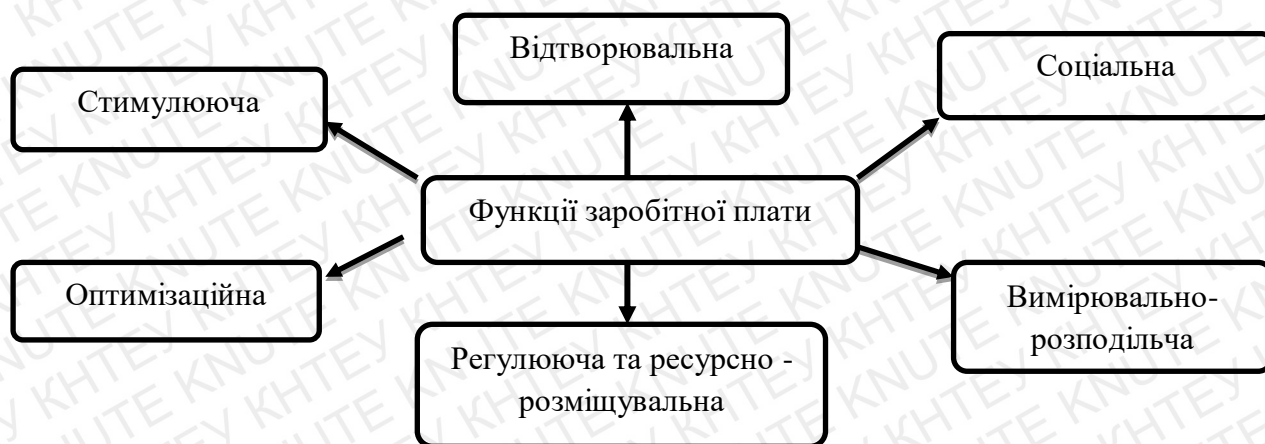 Відтворювальна
Соціальна
Стимулююча
Функції заробітної плати
Оптимізаційна
Вимірювально-
розподільча
Регулююча та ресурсно -
розміщувальна